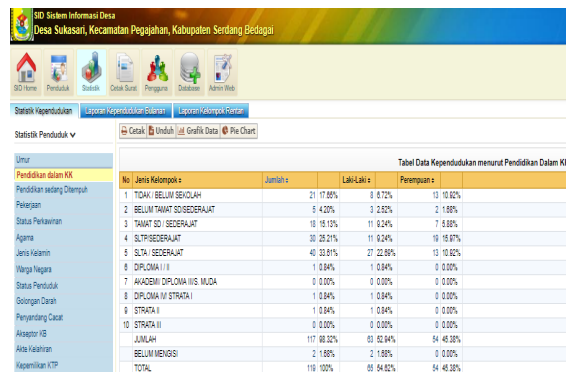 SID Sistem Informasi Desa
Desa Sukasari, Kecamatan Pegajahan, Kabupaten Serdang Bedagai
SID Home Penduduk Statistik Cetak Surat Pengguna Database Admin Web
Statistik Kependudukan Laporan Kependudukan Bulanan Laporan Kelompok Rentan
Statistik Penduduk Cetak Unduh Grafik Data Pie Chart
Umur
Tabel Data Kependudukan menurut Pendidikan Dalam KK
Pendidikan dalam KK
Pendidikan sedang Ditempuh
Pekerjaan
Status Perkawinan
Agama
Jenis Kelamin
Warga Negara
Status Penduduk
Golongan Darah
Penyandang Cacat
Akseptor KB
Akte Kelahiran
Kepemilikan KTP
No Jenis Kelompok Jumlah Laki-Laki Perempuan
1 TIDAK / BELUM SEKOLAH 21 17.65% 8 6.72% 13 10.92%
2 BELUM TAMAT SD/SEDERAJAT 5 4.20% 3 2.52% 2 1.68%
3 TAMAT SD / SEDERAJAT 18 15.13% 11 9.24% 7 5.88%
4 SLTP/SEDERAJAT 30 25.21% 11 9.24% 19 15.97%
5 SLTA / SEDERAJAT 40 33.61% 27 22.69% 13 10.92%
6 DIPLOMA I / II 1 0.84% 1 0.84% 0 0.00%
7 AKADEMI/ DIPLOMA III/S. MUDA 0 0.00% 0 0.00% 0 0.00%
8 DIPLOMA IV/ STRATA I 1 0.84% 1 0.84% 0 0.00%
9 STRATA II 1 0.84% 1 0.84% 0 0.00%
10 STRATA III 0 0.00% 0 0.00% 0 0.00%
JUMLAH 117 98.32% 63 52.94% 54 45.38%
BELUM MENGISI 2 1.68% 2 1.68% 0 0.00%
TOTAL 119 100% 65 54.62% 54 45.38%